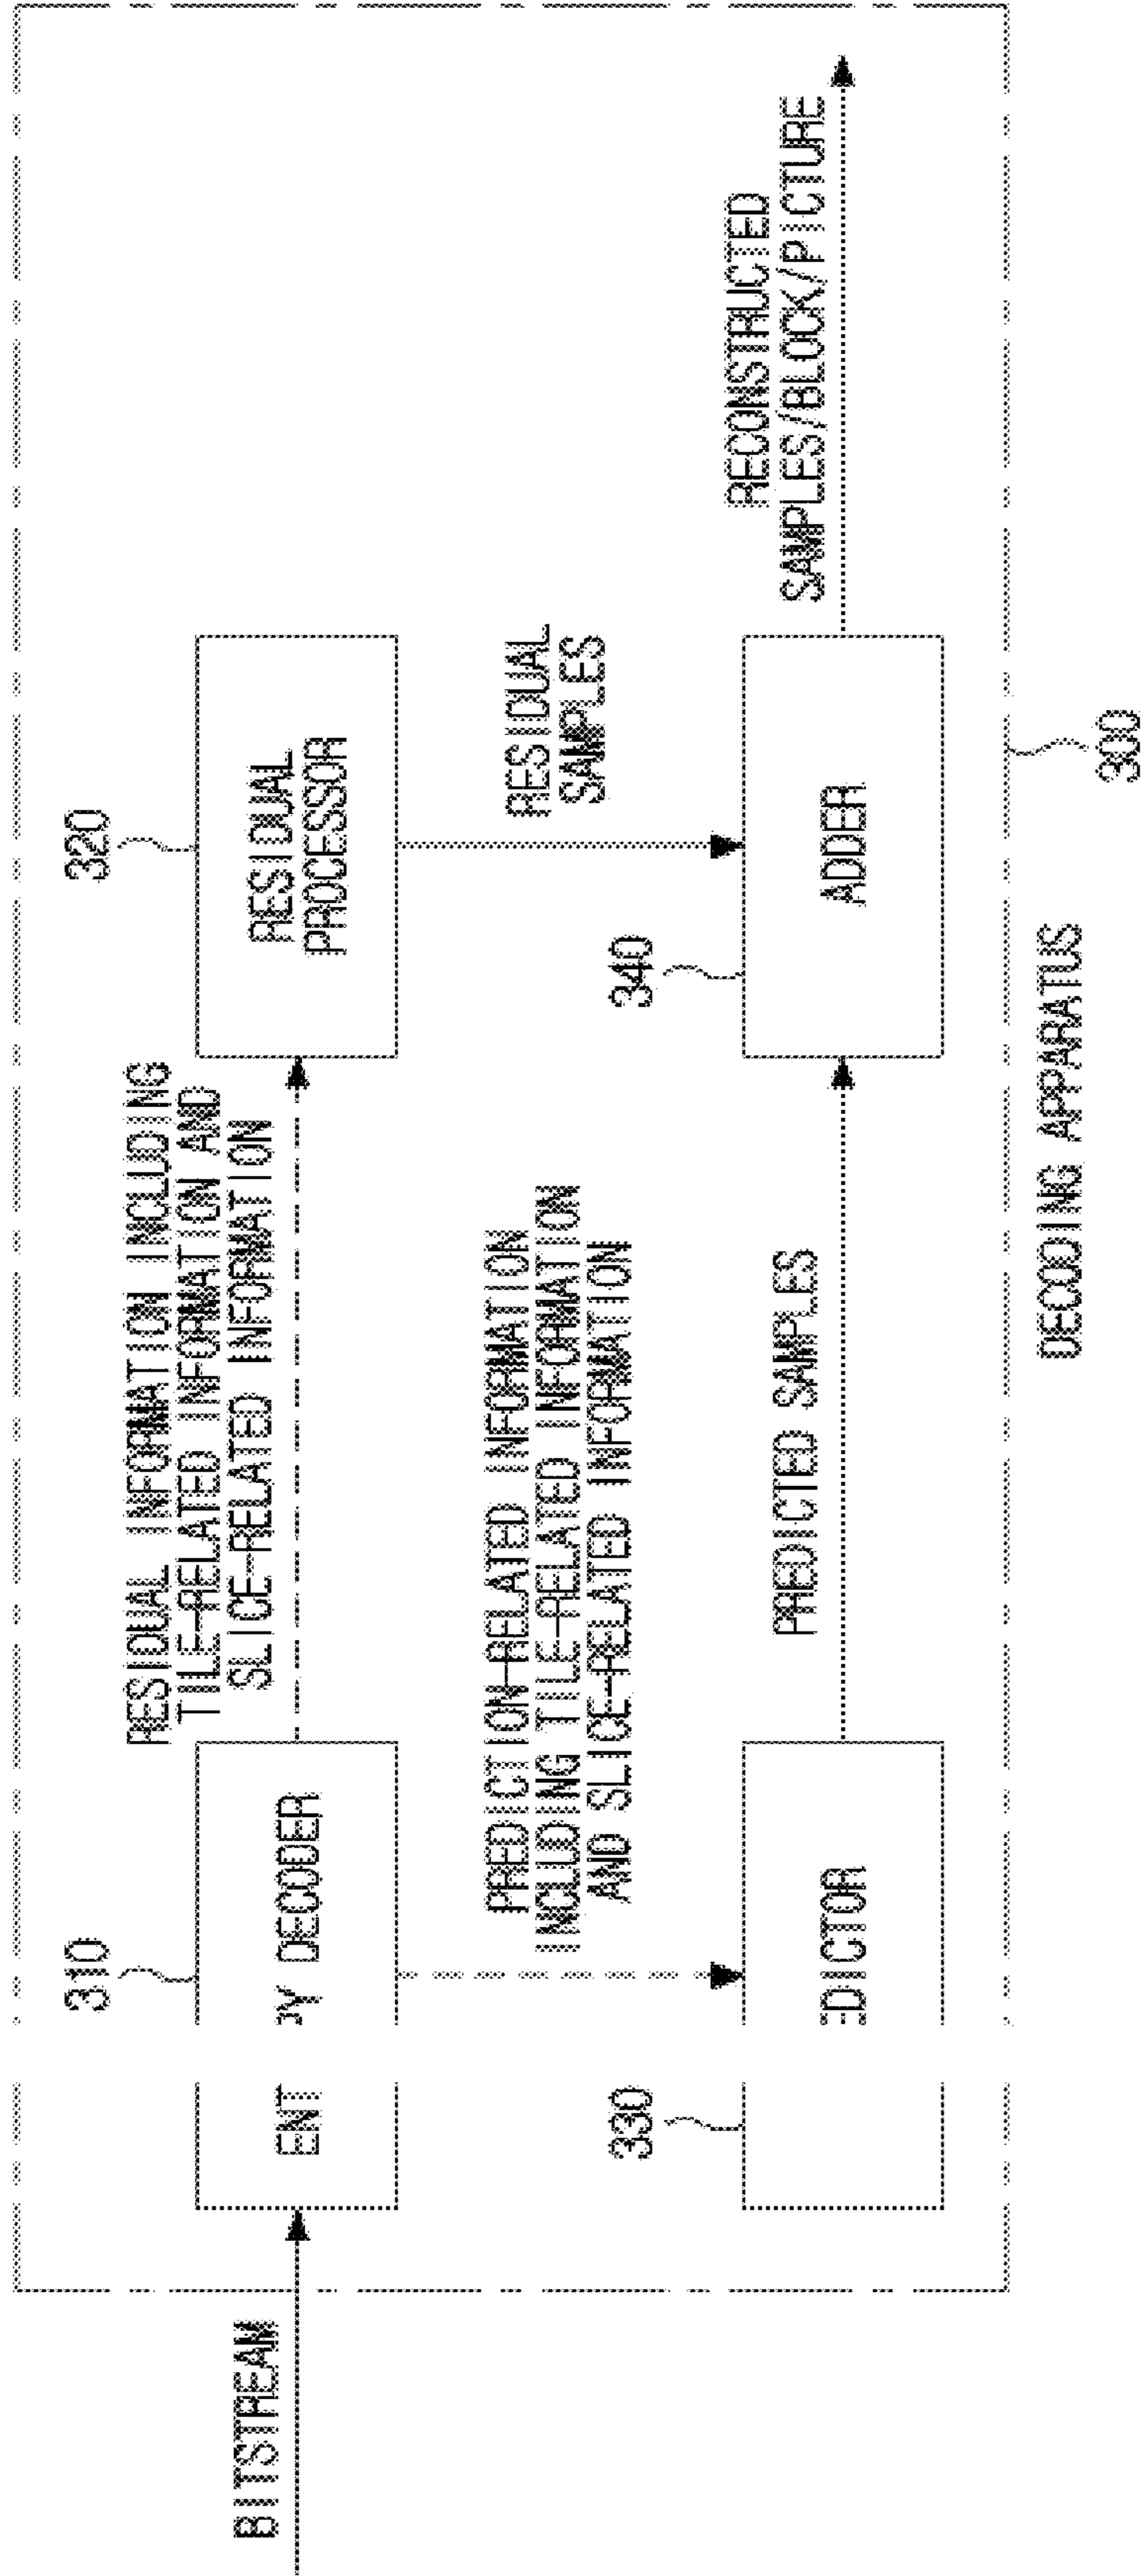 310
320
RESIDUAL INFORMATION INCLUDING
TILE-RELATED INFORMATION AND
SLICE-RELATED INFORMATION
BITSTREAM
ENT PY DECODER
RESIDUAL
PROCESSOR
PREDICTION-RELATED INFORMATION
INCLUDING TILE-RELATED INFORMATION
AND SLICE-RELATED INFORMATION
RESIDUAL
SAMPLES
330
340
RECONSTRUCTED
SAMPLES/BLOCK/PICTURE
PREDICTED SAMPLES
EDICTOR
ADDER
DECODING APPARATUS
300